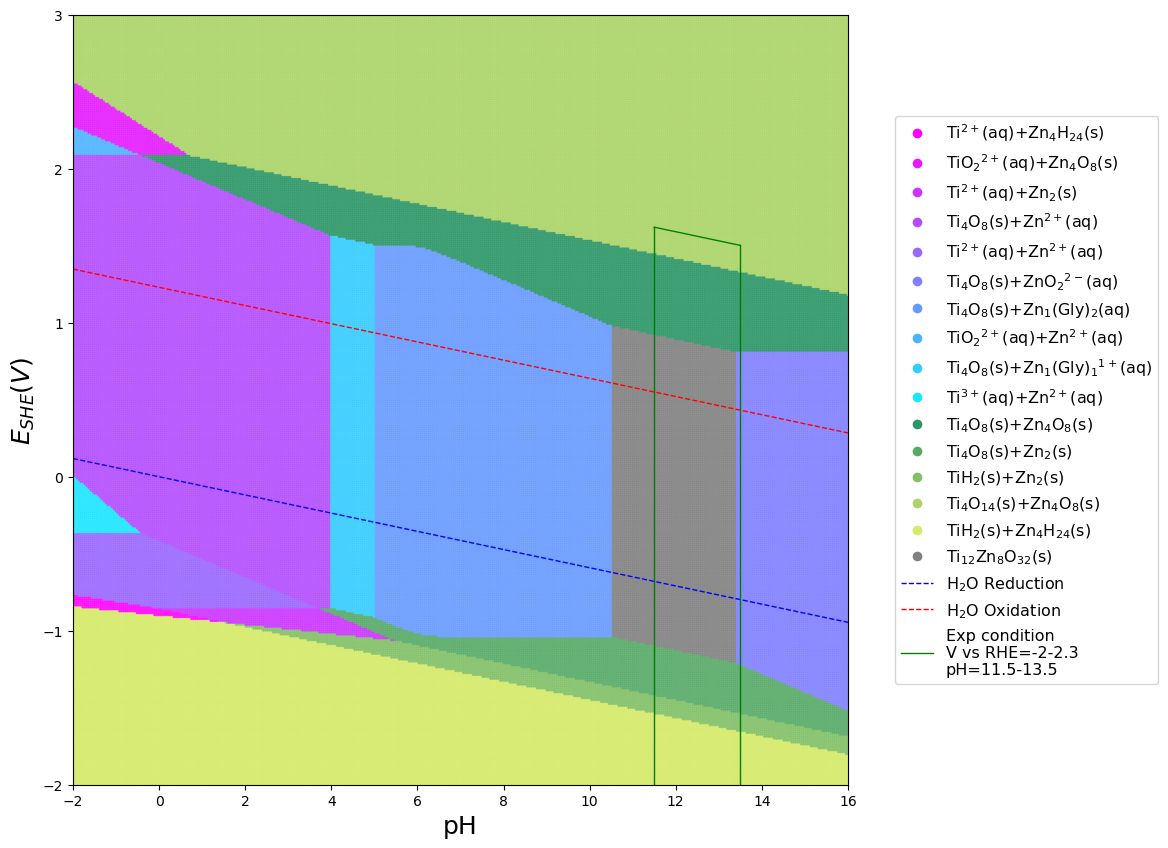 3
2
1
0
−1
−2
E_{SHE}(V)
−2 0 2 4 6 8 10 12 14 16
pH
Ti²⁺(aq)+Zn₄H₂₄(s)
TiO₂²⁺(aq)+Zn₄O₈(s)
Ti²⁺(aq)+Zn₂(s)
Ti₄O₈(s)+Zn²⁺(aq)
Ti²⁺(aq)+Zn²⁺(aq)
Ti₄O₈(s)+ZnO₂²⁻(aq)
Ti₄O₈(s)+Zn₁(Gly)₂(aq)
TiO₂²⁺(aq)+Zn²⁺(aq)
Ti₄O₈(s)+Zn₁(Gly)₁¹⁺(aq)
Ti³⁺(aq)+Zn²⁺(aq)
Ti₄O₈(s)+Zn₄O₈(s)
Ti₄O₈(s)+Zn₂(s)
TiH₂(s)+Zn₂(s)
Ti₄O₁₄(s)+Zn₄O₈(s)
TiH₂(s)+Zn₄H₂₄(s)
Ti₁₂Zn₈O₃₂(s)
H₂O Reduction
H₂O Oxidation
Exp condition
V vs RHE=-2-2.3
pH=11.5-13.5